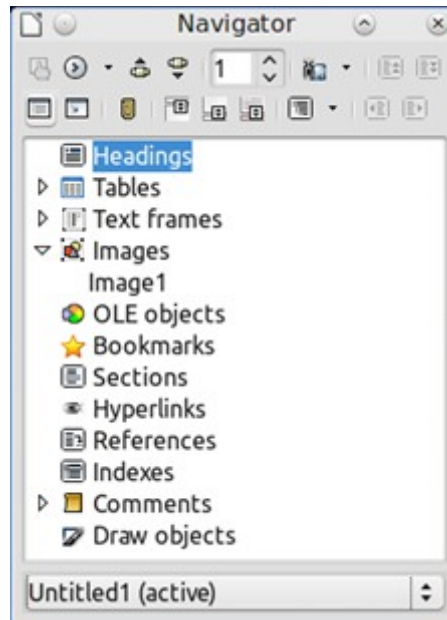 Navigator
1
Headings
Tables
Text frames
Images
Image1
OLE objects
Bookmarks
Sections
Hyperlinks
References
Indexes
Comments
Draw objects
Untitled1 (active)